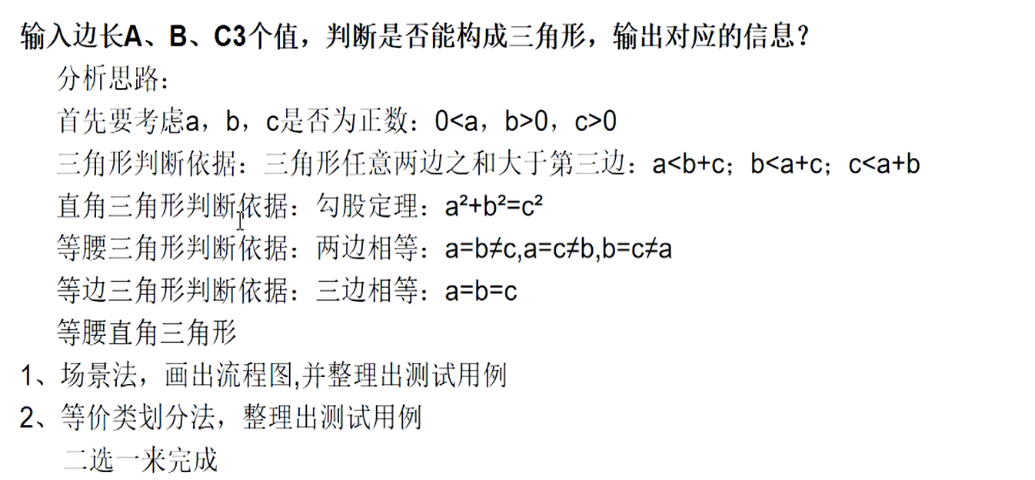 输入边长A、B、C3个值，判断是否能构成三角形，输出对应的信息？
分析思路：
首先要考虑a，b，c是否为正数：0<a，b>0，c>0
三角形判断依据：三角形任意两边之和大于第三边：a<b+c；b<a+c；c<a+b
直角三角形判断依据：勾股定理：a²+b²=c²
等腰三角形判断依据：两边相等：a=b≠c,a=c≠b,b=c≠a
等边三角形判断依据：三边相等：a=b=c
等腰直角三角形
1、场景法，画出流程图,并整理出测试用例
2、等价类划分法，整理出测试用例
二选一来完成